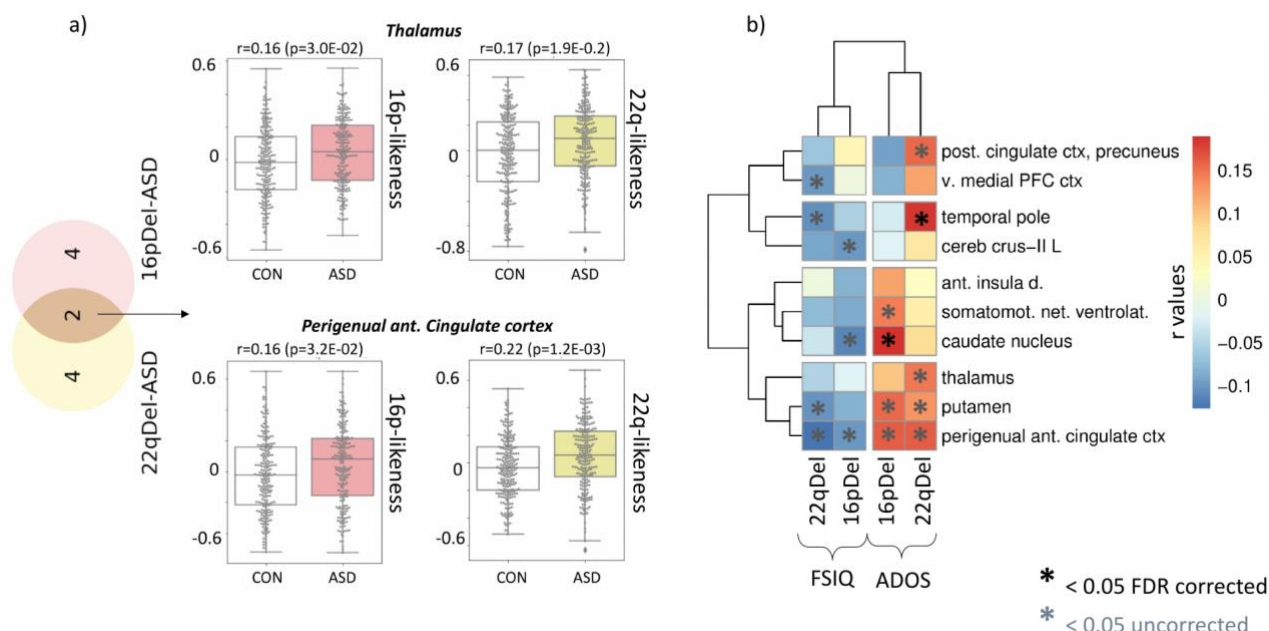 a)
Thalamus
r=0.16 (p=3.0E-02)
r=0.17 (p=1.9E-0.2)
0.6
0
-0.6
CON
ASD
16p-likeness
0.6
0
-0.8
CON
ASD
22q-likeness
16pDel-ASD
22qDel-ASD
4
2
4
Perigenual ant. Cingulate cortex
r=0.16 (p=3.2E-02)
r=0.22 (p=1.2E-03)
0.6
0
-0.6
CON
ASD
16p-likeness
0.6
0
-0.6
CON
ASD
22q-likeness
b)
post. cingulate ctx, precuneus
v. medial PFC ctx
temporal pole
cereb crus-II L
ant. insula d.
somatomot. net. ventrolat.
caudate nucleus
thalamus
putamen
perigenual ant. cingulate ctx
22qDel
16pDel
16pDel
22qDel
FSIQ
ADOS
0.15
0.1
0.05
0
-0.05
-0.1
r values
* < 0.05 FDR corrected
* < 0.05 uncorrected